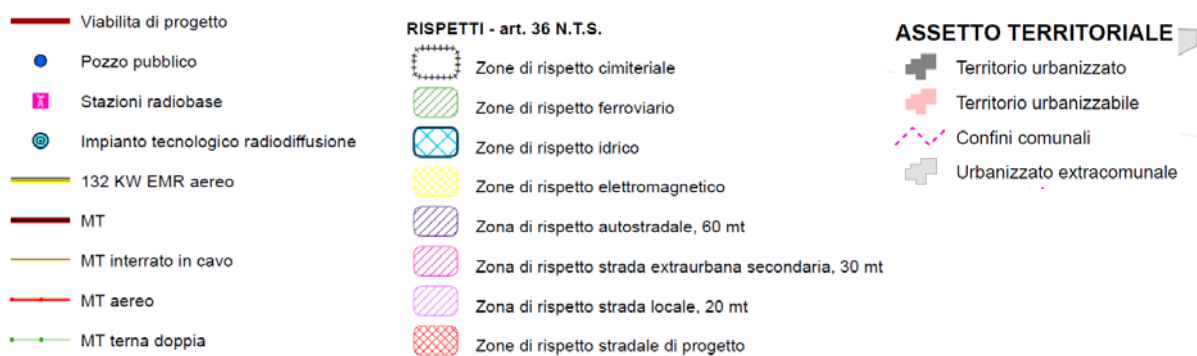 Viabilita di progetto
Pozzo pubblico
Stazioni radiobase
Impianto tecnologico radiodiffusione
132 KW EMR aereo
MT
MT interrato in cavo
MT aereo
MT terna doppia
RISPETTI - art. 36 N.T.S.
Zone di rispetto cimiteriale
Zone di rispetto ferroviario
Zone di rispetto idrico
Zone di rispetto elettromagnetico
Zona di rispetto autostradale, 60 mt
Zona di rispetto strada extraurbana secondaria, 30 mt
Zona di rispetto strada locale, 20 mt
Zone di rispetto stradale di progetto
ASSETTO TERRITORIALE
Territorio urbanizzato
Territorio urbanizzabile
Confini comunali
Urbanizzato extracomunale